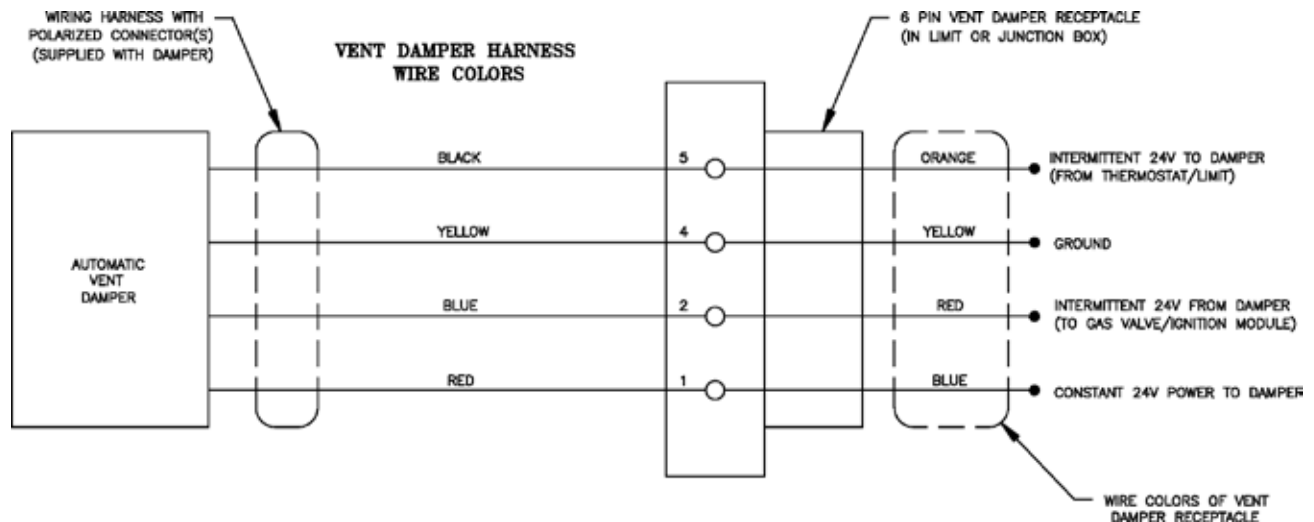 WIRING HARNESS WITH
POLARIZED CONNECTOR(S)
(SUPPLIED WITH DAMPER)
VENT DAMPER HARNESS
WIRE COLORS
6 PIN VENT DAMPER RECEPTACLE
(IN LIMIT OR JUNCTION BOX)
BLACK
5
ORANGE
INTERMITTENT 24V TO DAMPER
(FROM THERMOSTAT/LIMIT)
YELLOW
4
YELLOW
GROUND
AUTOMATIC
VENT
DAMPER
BLUE
2
RED
INTERMITTENT 24V FROM DAMPER
(TO GAS VALVE/IGNITION MODULE)
RED
1
BLUE
CONSTANT 24V POWER TO DAMPER
WIRE COLORS OF VENT
DAMPER RECEPTACLE